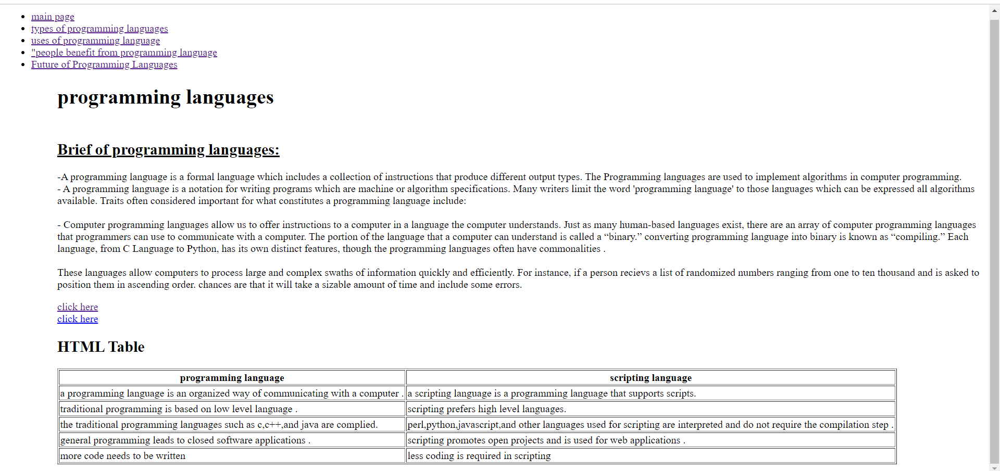 main page
types of programming languages
uses of programming language
"people benefit from programming language
Future of Programming Languages
programming languages
Brief of programming languages:
-A programming language is a formal language which includes a collection of instructions that produce different output types. The Programming languages are used to implement algorithms in computer programming.
- A programming language is a notation for writing programs which are machine or algorithm specifications. Many writers limit the word 'programming language' to those languages which can be expressed all algorithms
available. Traits often considered important for what constitutes a programming language include:
- Computer programming languages allow us to offer instructions to a computer in a language the computer understands. Just as many human-based languages exist, there are an array of computer programming languages
that programmers can use to communicate with a computer. The portion of the language that a computer can understand is called a “binary.” converting programming language into binary is known as “compiling.” Each
language, from C Language to Python, has its own distinct features, though the programming languages often have commonalities .
These languages allow computers to process large and complex swaths of information quickly and efficiently. For instance, if a person recievs a list of randomized numbers ranging from one to ten thousand and is asked to
position them in ascending order. chances are that it will take a sizable amount of time and include some errors.
click here
click here
HTML Table
programming language scripting language
a programming language is an organized way of communicating with a computer . a scripting language is a programming language that supports scripts.
traditional programming is based on low level language . scripting prefers high level languages.
the traditional programming languages such as c,c++,and java are complied. perl,python,javascript,and other languages used for scripting are interpreted and do not require the compilation step .
general programming leads to closed software applications . scripting promotes open projects and is used for web applications .
more code needs to be written less coding is required in scripting